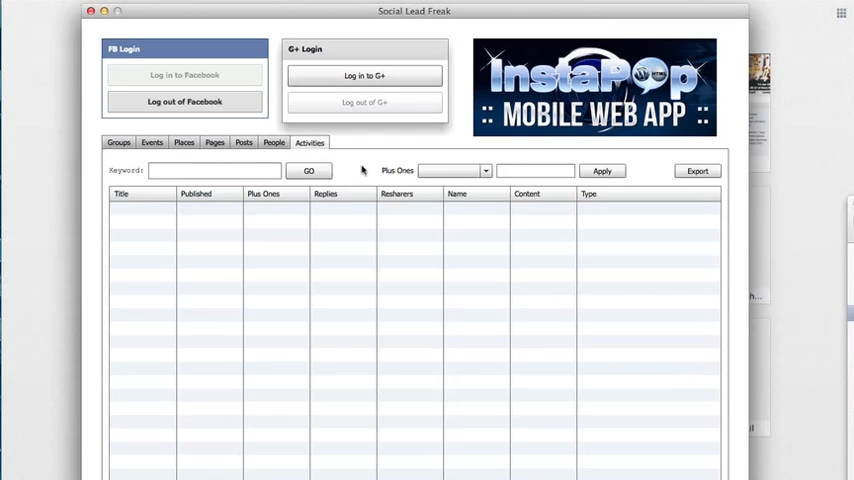 Social Lead Freak
FB Login
Log in to Facebook
Log out of Facebook
G+ Login
Log in to G+
Log out of G+
InstaPop
:: MOBILE WEB APP ::
Groups Events Places Pages Posts People Activities
Keyword: GO Plus Ones Apply Export
Title Published Plus Ones Replies Resharers Name Content Type
h...